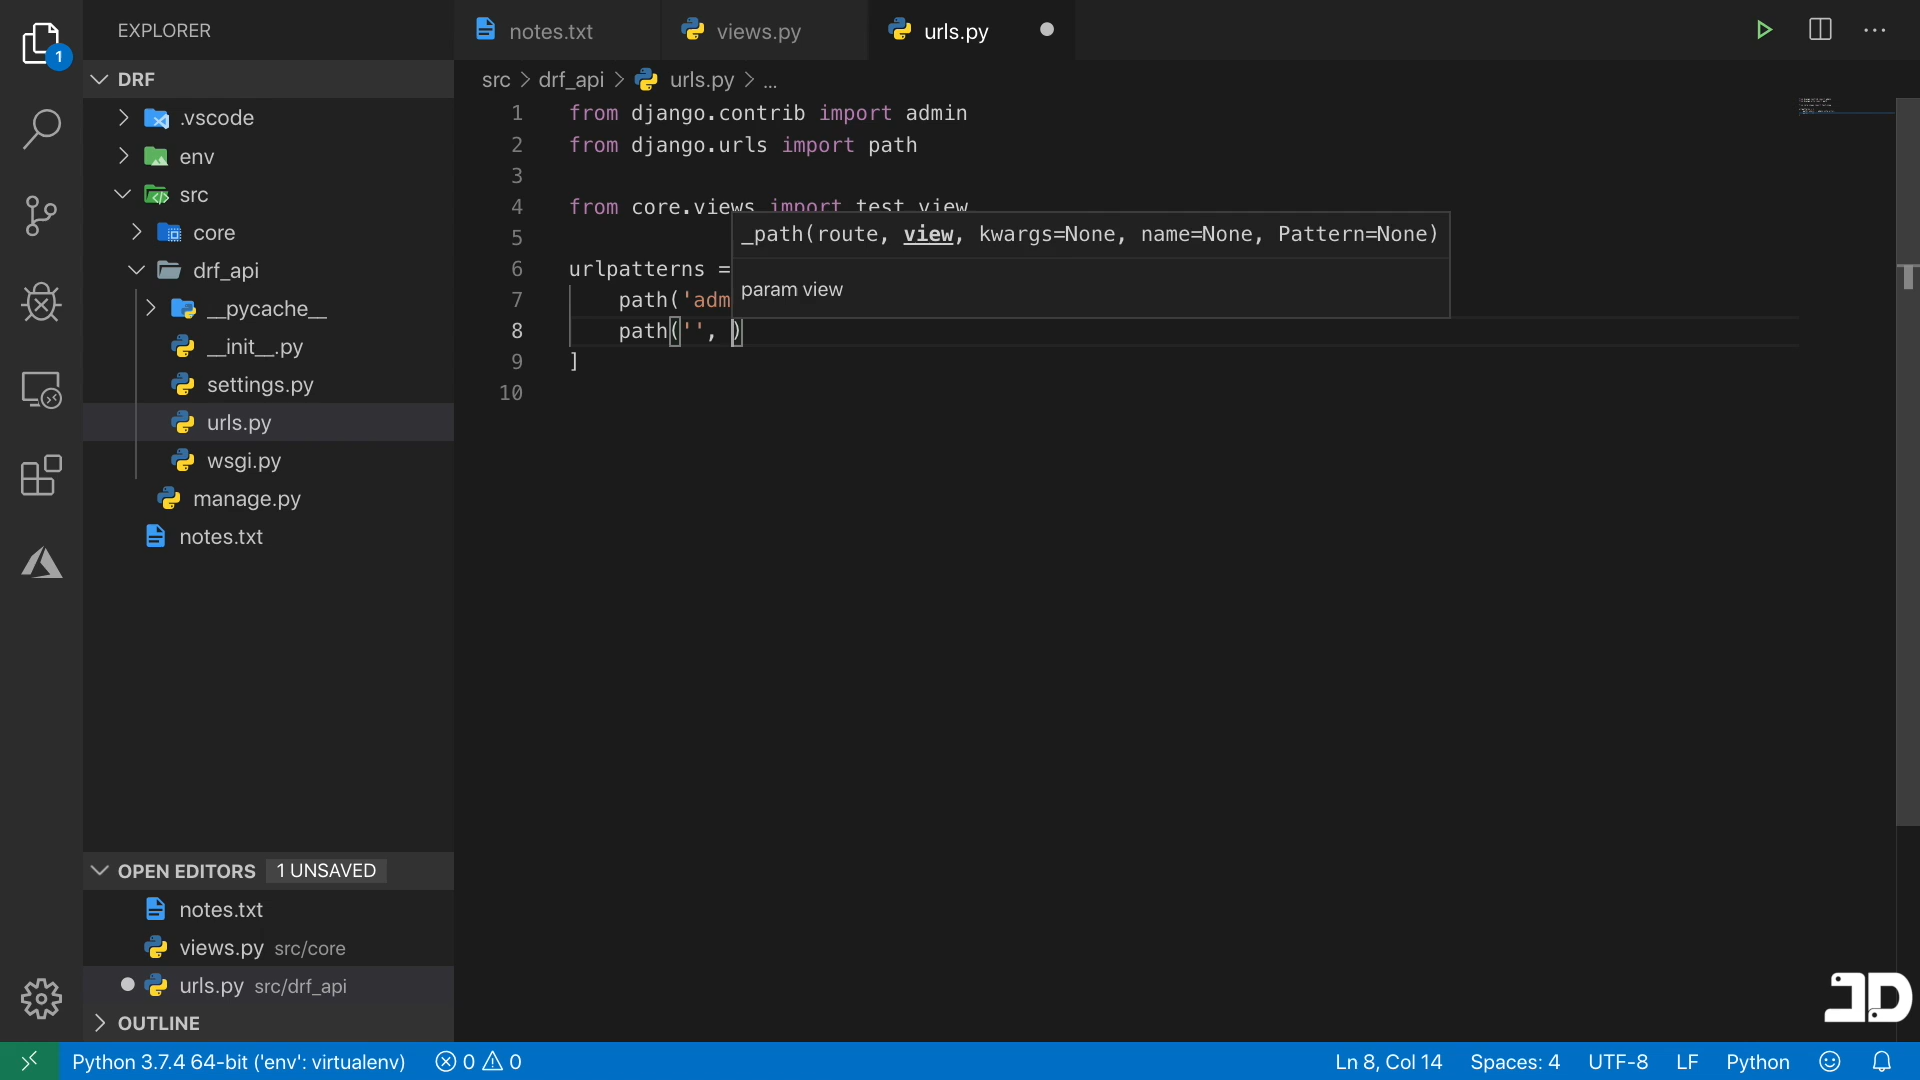 1
EXPLORER
DRF
.vscode
env
src
core
drf_api
__pycache__
__init__.py
settings.py
urls.py
wsgi.py
manage.py
notes.txt
OPEN EDITORS 1 UNSAVED
notes.txt
views.py src/core
urls.py src/drf_api
OUTLINE
notes.txt views.py urls.py
src > drf_api > urls.py > ...
1 from django.contrib import admin
2 from django.urls import path
3
4 from core.views import test_view
5
6 urlpatterns =
7 path('adm
8 path('', )
9 ]
10
_path(route, view, kwargs=None, name=None, Pattern=None)
param view
JD
Python 3.7.4 64-bit ('env': virtualenv) 0 0 Ln 8, Col 14 Spaces: 4 UTF-8 LF Python